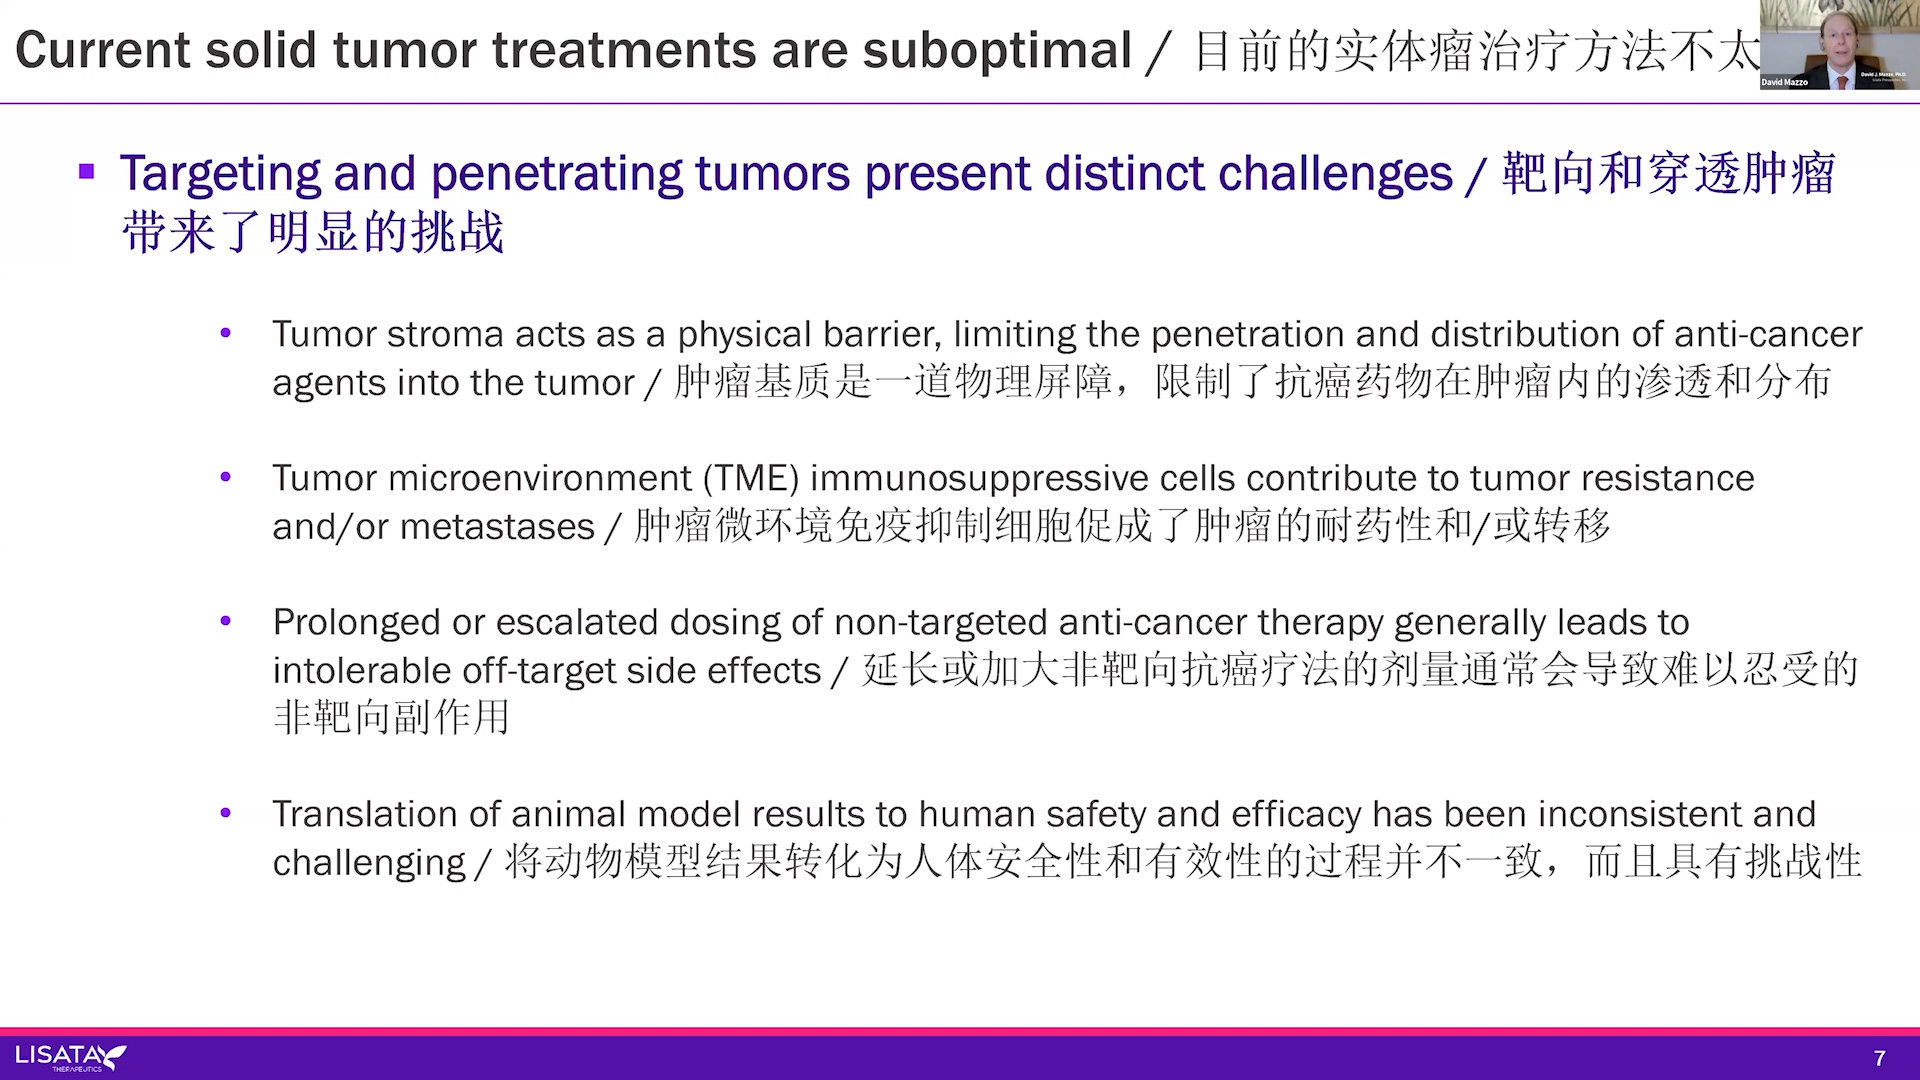 Current solid tumor treatments are suboptimal / 目前的实体瘤治疗方法不太
David Mazzo
David J. Mazzo, Ph.D.
Targeting and penetrating tumors present distinct challenges / 靶向和穿透肿瘤
带来了明显的挑战
Tumor stroma acts as a physical barrier, limiting the penetration and distribution of anti-cancer
agents into the tumor / 肿瘤基质是一道物理屏障，限制了抗癌药物在肿瘤内的渗透和分布
Tumor microenvironment (TME) immunosuppressive cells contribute to tumor resistance
and/or metastases / 肿瘤微环境免疫抑制细胞促成了肿瘤的耐药性和/或转移
Prolonged or escalated dosing of non-targeted anti-cancer therapy generally leads to
intolerable off-target side effects / 延长或加大非靶向抗癌疗法的剂量通常会导致难以忍受的
非靶向副作用
Translation of animal model results to human safety and efficacy has been inconsistent and
challenging / 将动物模型结果转化为人体安全性和有效性的过程并不一致，而且具有挑战性
LISATA
THERAPEUTICS
7